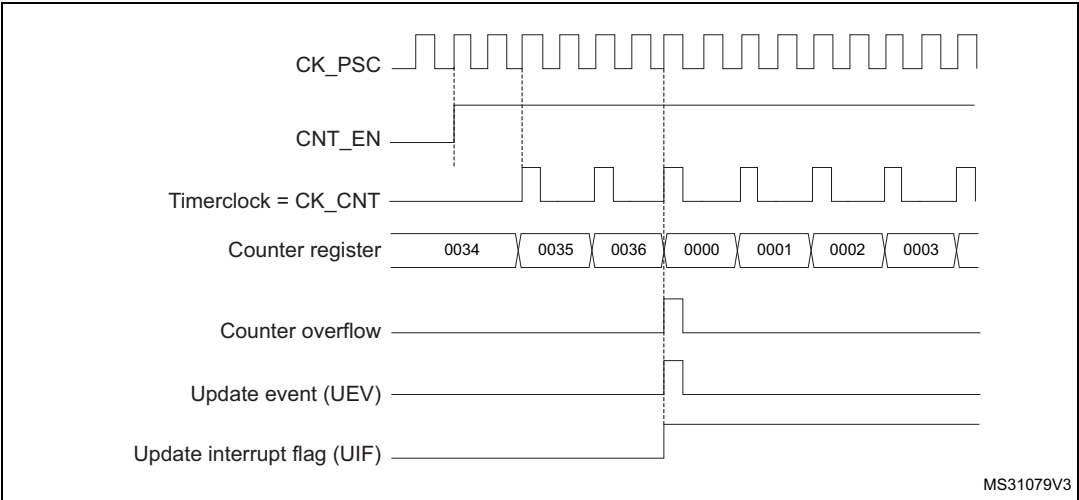 CK_PSC
CNT_EN
Timerclock = CK_CNT
Counter register 0034 0035 0036 0000 0001 0002 0003
Counter overflow
Update event (UEV)
Update interrupt flag (UIF)
MS31079V3